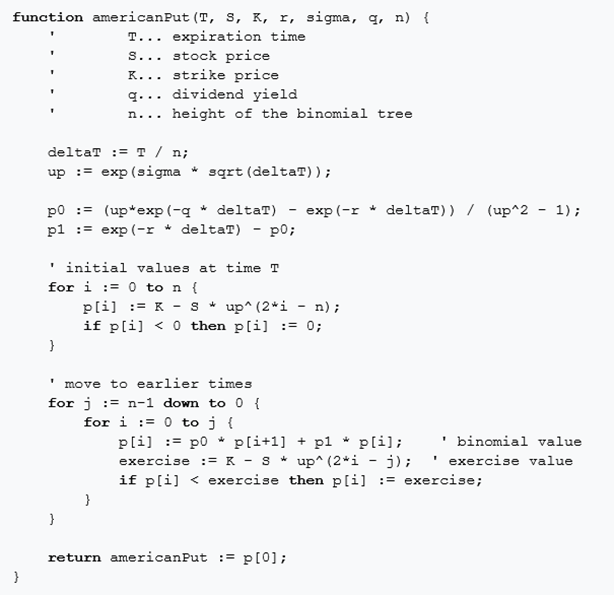 function americanPut(T, S, K, r, sigma, q, n) {
    '        T... expiration time
    '        S... stock price
    '        K... strike price
    '        q... dividend yield
    '        n... height of the binomial tree
    deltaT := T / n;
    up := exp(sigma * sqrt(deltaT));
    p0 := (up*exp(-q * deltaT) - exp(-r * deltaT)) / (up^2 - 1);
    p1 := exp(-r * deltaT) - p0;
    ' initial values at time T
    for i := 0 to n {
        p[i] := K - S * up^(2*i - n);
        if p[i] < 0 then p[i] := 0;
    }
    ' move to earlier times
    for j := n-1 down to 0 {
        for i := 0 to j {
            p[i] := p0 * p[i+1] + p1 * p[i];    ' binomial value
            exercise := K - S * up^(2*i - j);  ' exercise value
            if p[i] < exercise then p[i] := exercise;
        }
    }
    return americanPut := p[0];
}